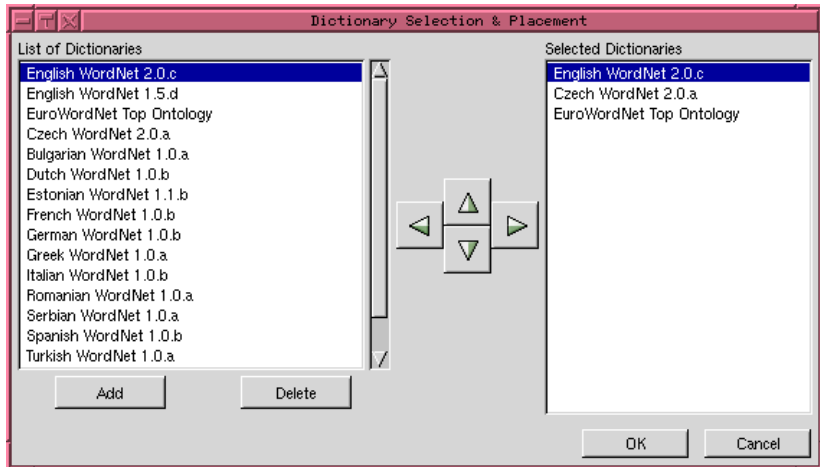 Dictionary Selection & Placement
List of Dictionaries
English WordNet 2.0.c
English WordNet 1.5.d
EuroWordNet Top Ontology
Czech WordNet 2.0.a
Bulgarian WordNet 1.0.a
Dutch WordNet 1.0.b
Estonian WordNet 1.1.b
French WordNet 1.0.b
German WordNet 1.0.b
Greek WordNet 1.0.a
Italian WordNet 1.0.b
Romanian WordNet 1.0.a
Serbian WordNet 1.0.a
Spanish WordNet 1.0.b
Turkish WordNet 1.0.a
Add
Delete
Selected Dictionaries
English WordNet 2.0.c
Czech WordNet 2.0.a
EuroWordNet Top Ontology
OK
Cancel